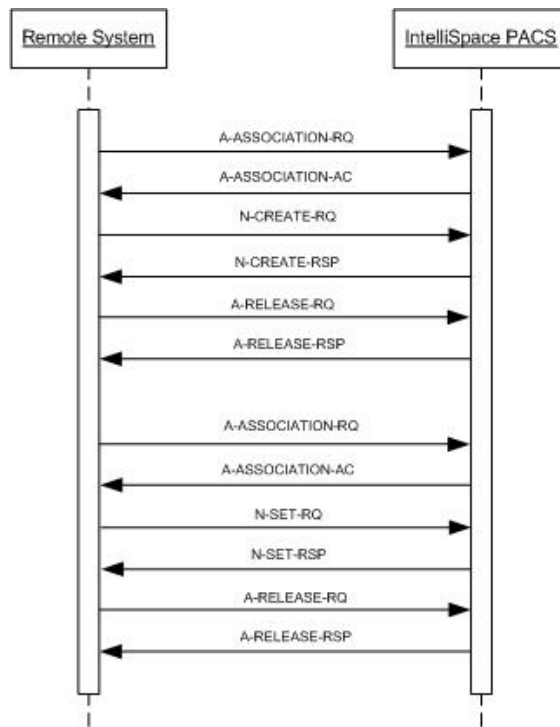 Remote System
IntelliSpace PACS
A-ASSOCIATION-RQ
A-ASSOCIATION-AC
N-CREATE-RQ
N-CREATE-RSP
A-RELEASE-RQ
A-RELEASE-RSP
A-ASSOCIATION-RQ
A-ASSOCIATION-AC
N-SET-RQ
N-SET-RSP
A-RELEASE-RQ
A-RELEASE-RSP